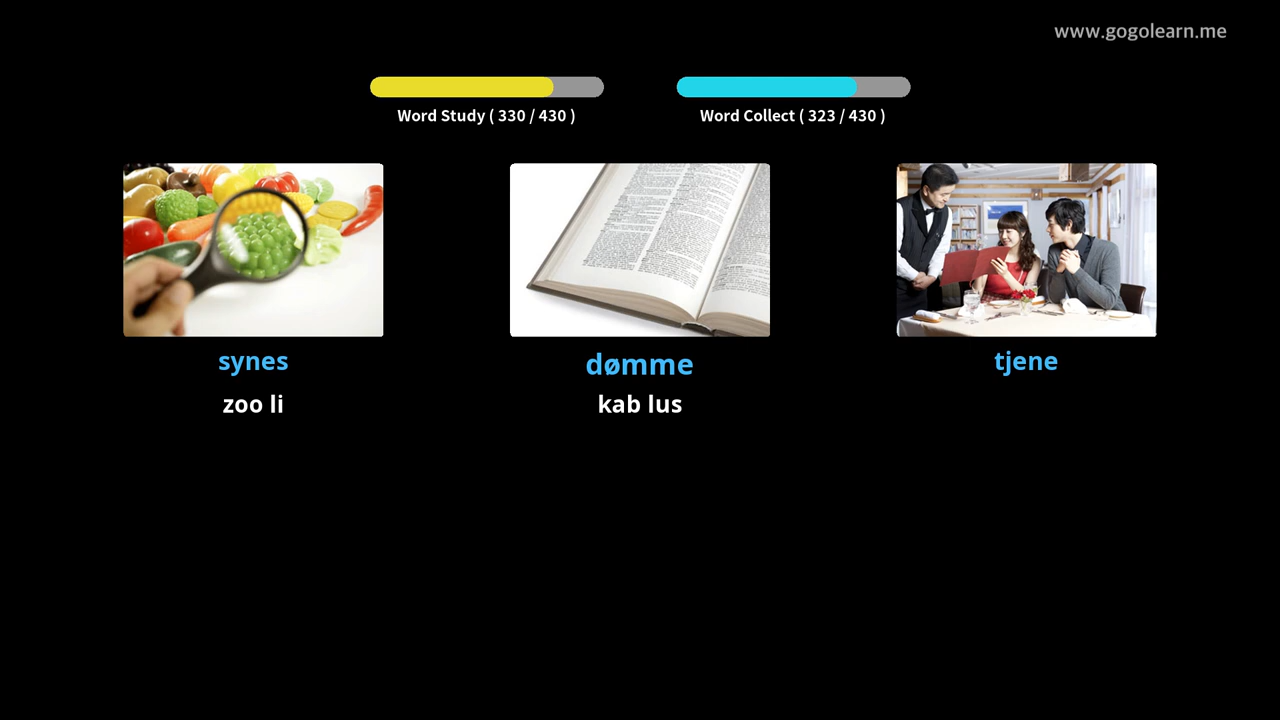 www.gogolearn.me
Word Study ( 330 / 430 )
Word Collect ( 323 / 430 )
synes
dømme
tjene
zoo li
kab lus